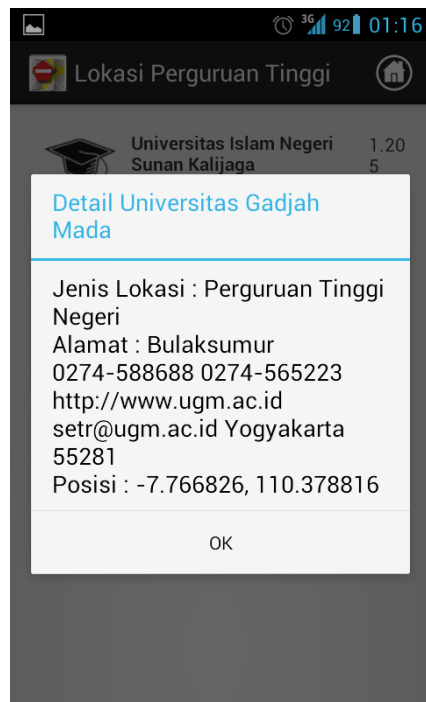 3G 92 01:16
Lokasi Perguruan Tinggi
Universitas Islam Negeri 1.20
Sunan Kalijaga 5
Detail Universitas Gadjah
Mada
Jenis Lokasi : Perguruan Tinggi
Negeri
Alamat : Bulaksumur
0274-588688 0274-565223
http://www.ugm.ac.id
setr@ugm.ac.id Yogyakarta
55281
Posisi : -7.766826, 110.378816
OK